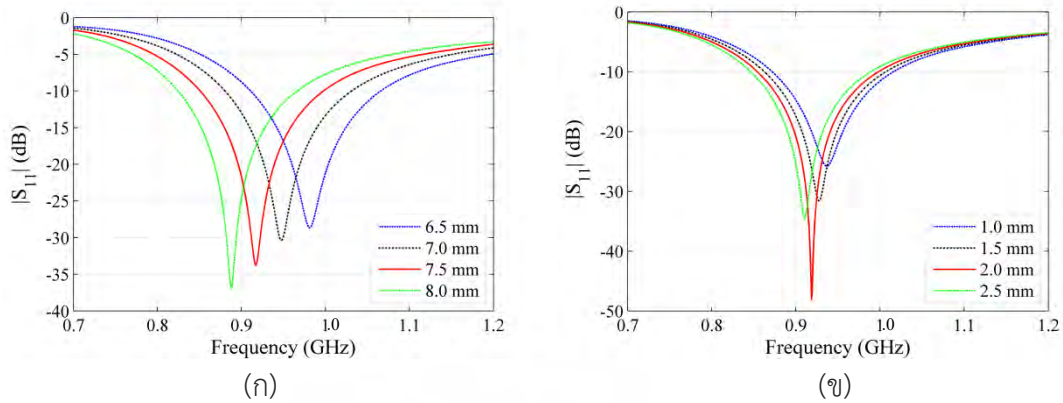 |S11| (dB)
0
-5
-10
-15
-20
-25
-30
-35
-40
6.5 mm
7.0 mm
7.5 mm
8.0 mm
0.7 0.8 0.9 1.0 1.1 1.2
Frequency (GHz)
(ก)
|S11| (dB)
0
-10
-20
-30
-40
-50
1.0 mm
1.5 mm
2.0 mm
2.5 mm
0.7 0.8 0.9 1.0 1.1 1.2
Frequency (GHz)
(ข)